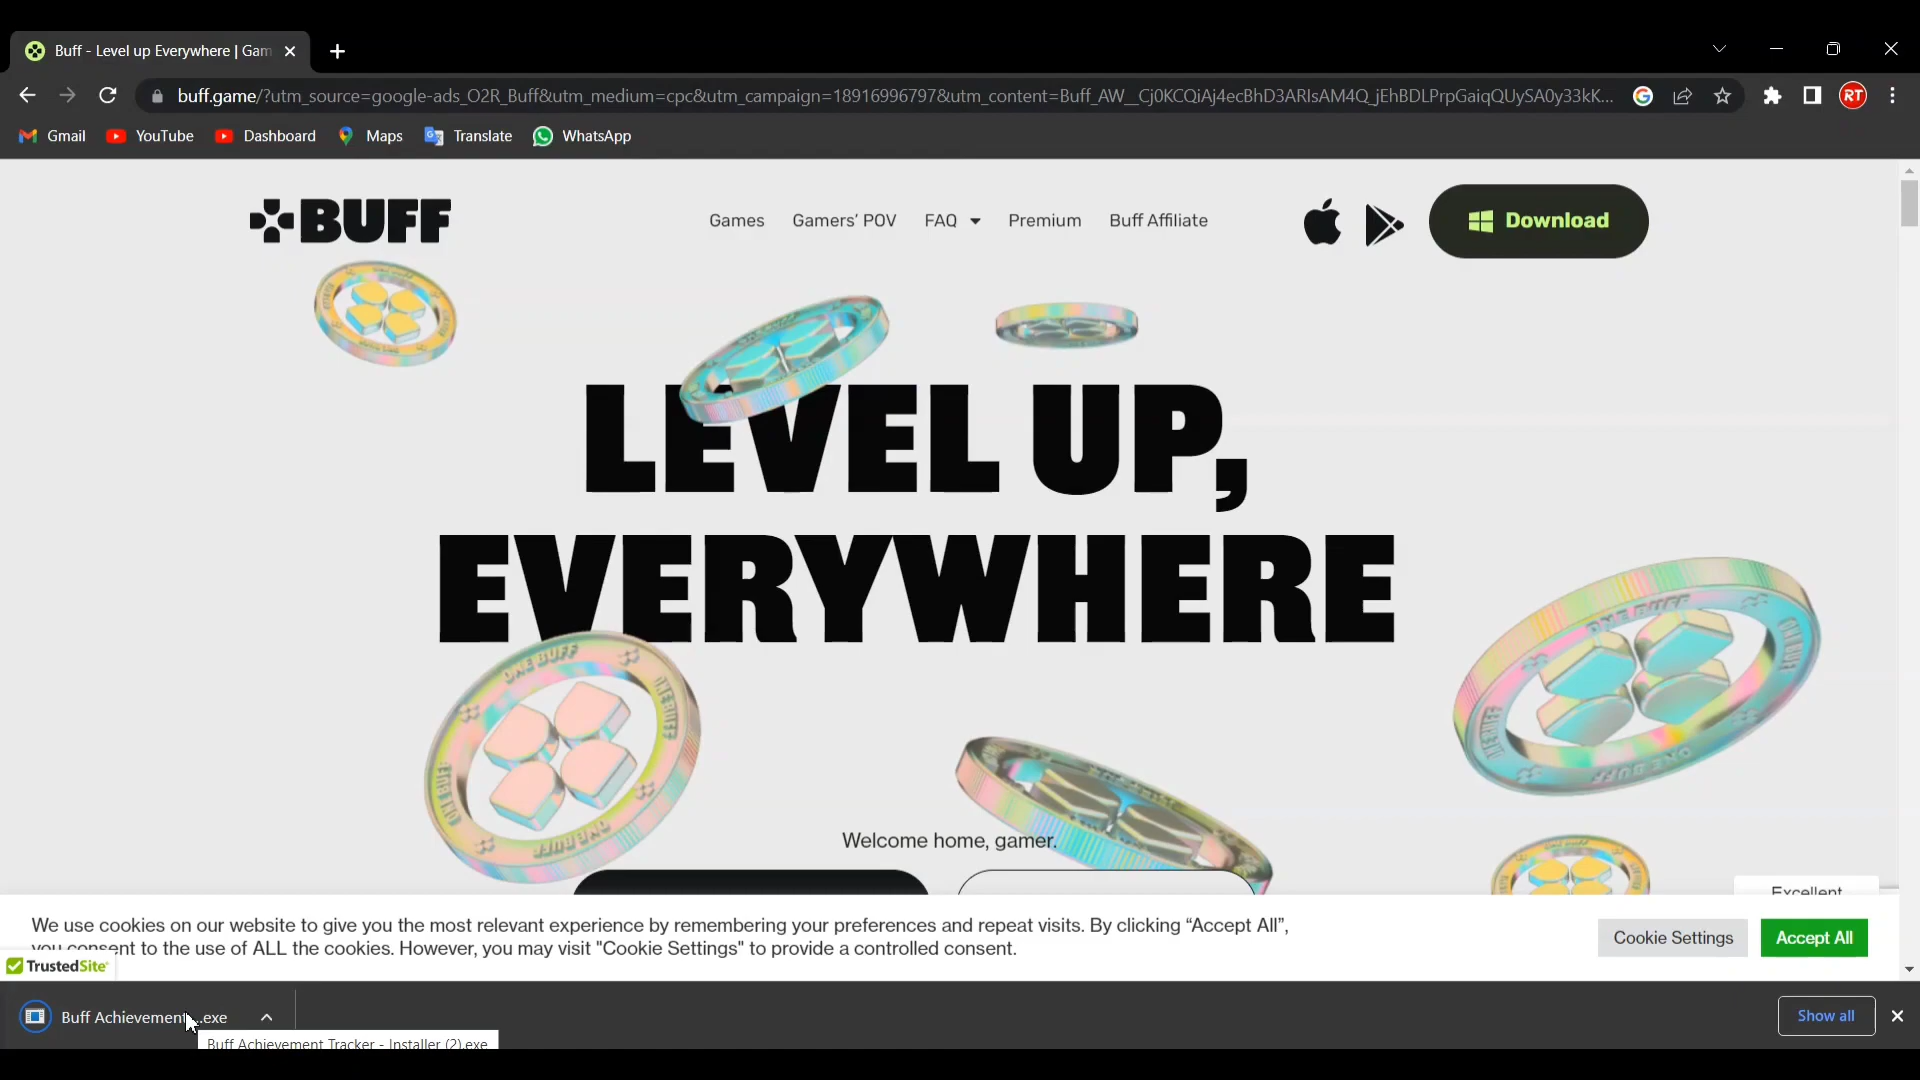 Buff - Level up Everywhere | Gam
buff.game/?utm_source=google-ads_O2R_Buff&utm_medium=cpc&utm_campaign=18916996797&utm_content=Buff_AW__Cj0KCQiAj4ecBhD3ARIsAM4Q_jEhBDLPrpGaiqQUySA0y33kK...
RT
Gmail YouTube Dashboard Maps Translate WhatsApp
BUFF
Games Gamers' POV FAQ Premium Buff Affiliate
Download
LEVEL UP,
EVERYWHERE
ONE BUFF
Welcome home, gamer.
Excellent
We use cookies on our website to give you the most relevant experience by remembering your preferences and repeat visits. By clicking “Accept All”,
you consent to the use of ALL the cookies. However, you may visit "Cookie Settings" to provide a controlled consent.
Cookie Settings
Accept All
TrustedSite
Buff Achievement....exe
Show all
Buff Achievement Tracker - Installer (2).exe